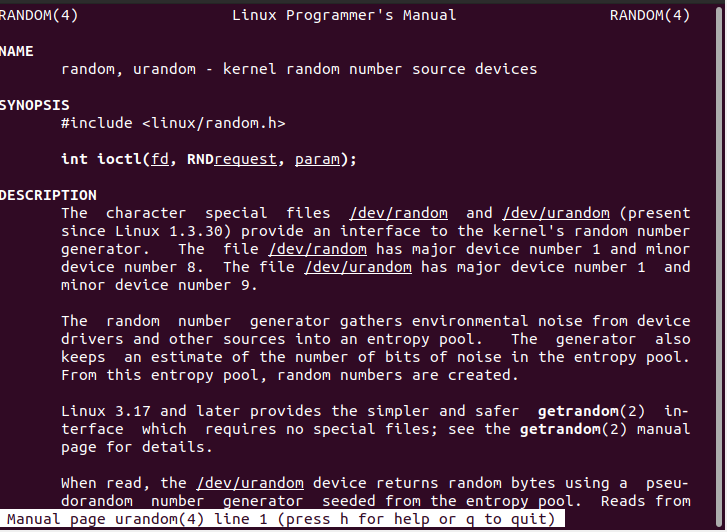 RANDOM(4) Linux Programmer's Manual RANDOM(4)
NAME
random, urandom - kernel random number source devices
SYNOPSIS
#include <linux/random.h>
int ioctl(fd, RNDrequest, param);
DESCRIPTION
The character special files /dev/random and /dev/urandom (present
since Linux 1.3.30) provide an interface to the kernel's random number
generator. The file /dev/random has major device number 1 and minor
device number 8. The file /dev/urandom has major device number 1 and
minor device number 9.
The random number generator gathers environmental noise from device
drivers and other sources into an entropy pool. The generator also
keeps an estimate of the number of bits of noise in the entropy pool.
From this entropy pool, random numbers are created.
Linux 3.17 and later provides the simpler and safer getrandom(2) in-
terface which requires no special files; see the getrandom(2) manual
page for details.
When read, the /dev/urandom device returns random bytes using a pseu-
dorandom number generator seeded from the entropy pool. Reads from
Manual page urandom(4) line 1 (press h for help or q to quit)